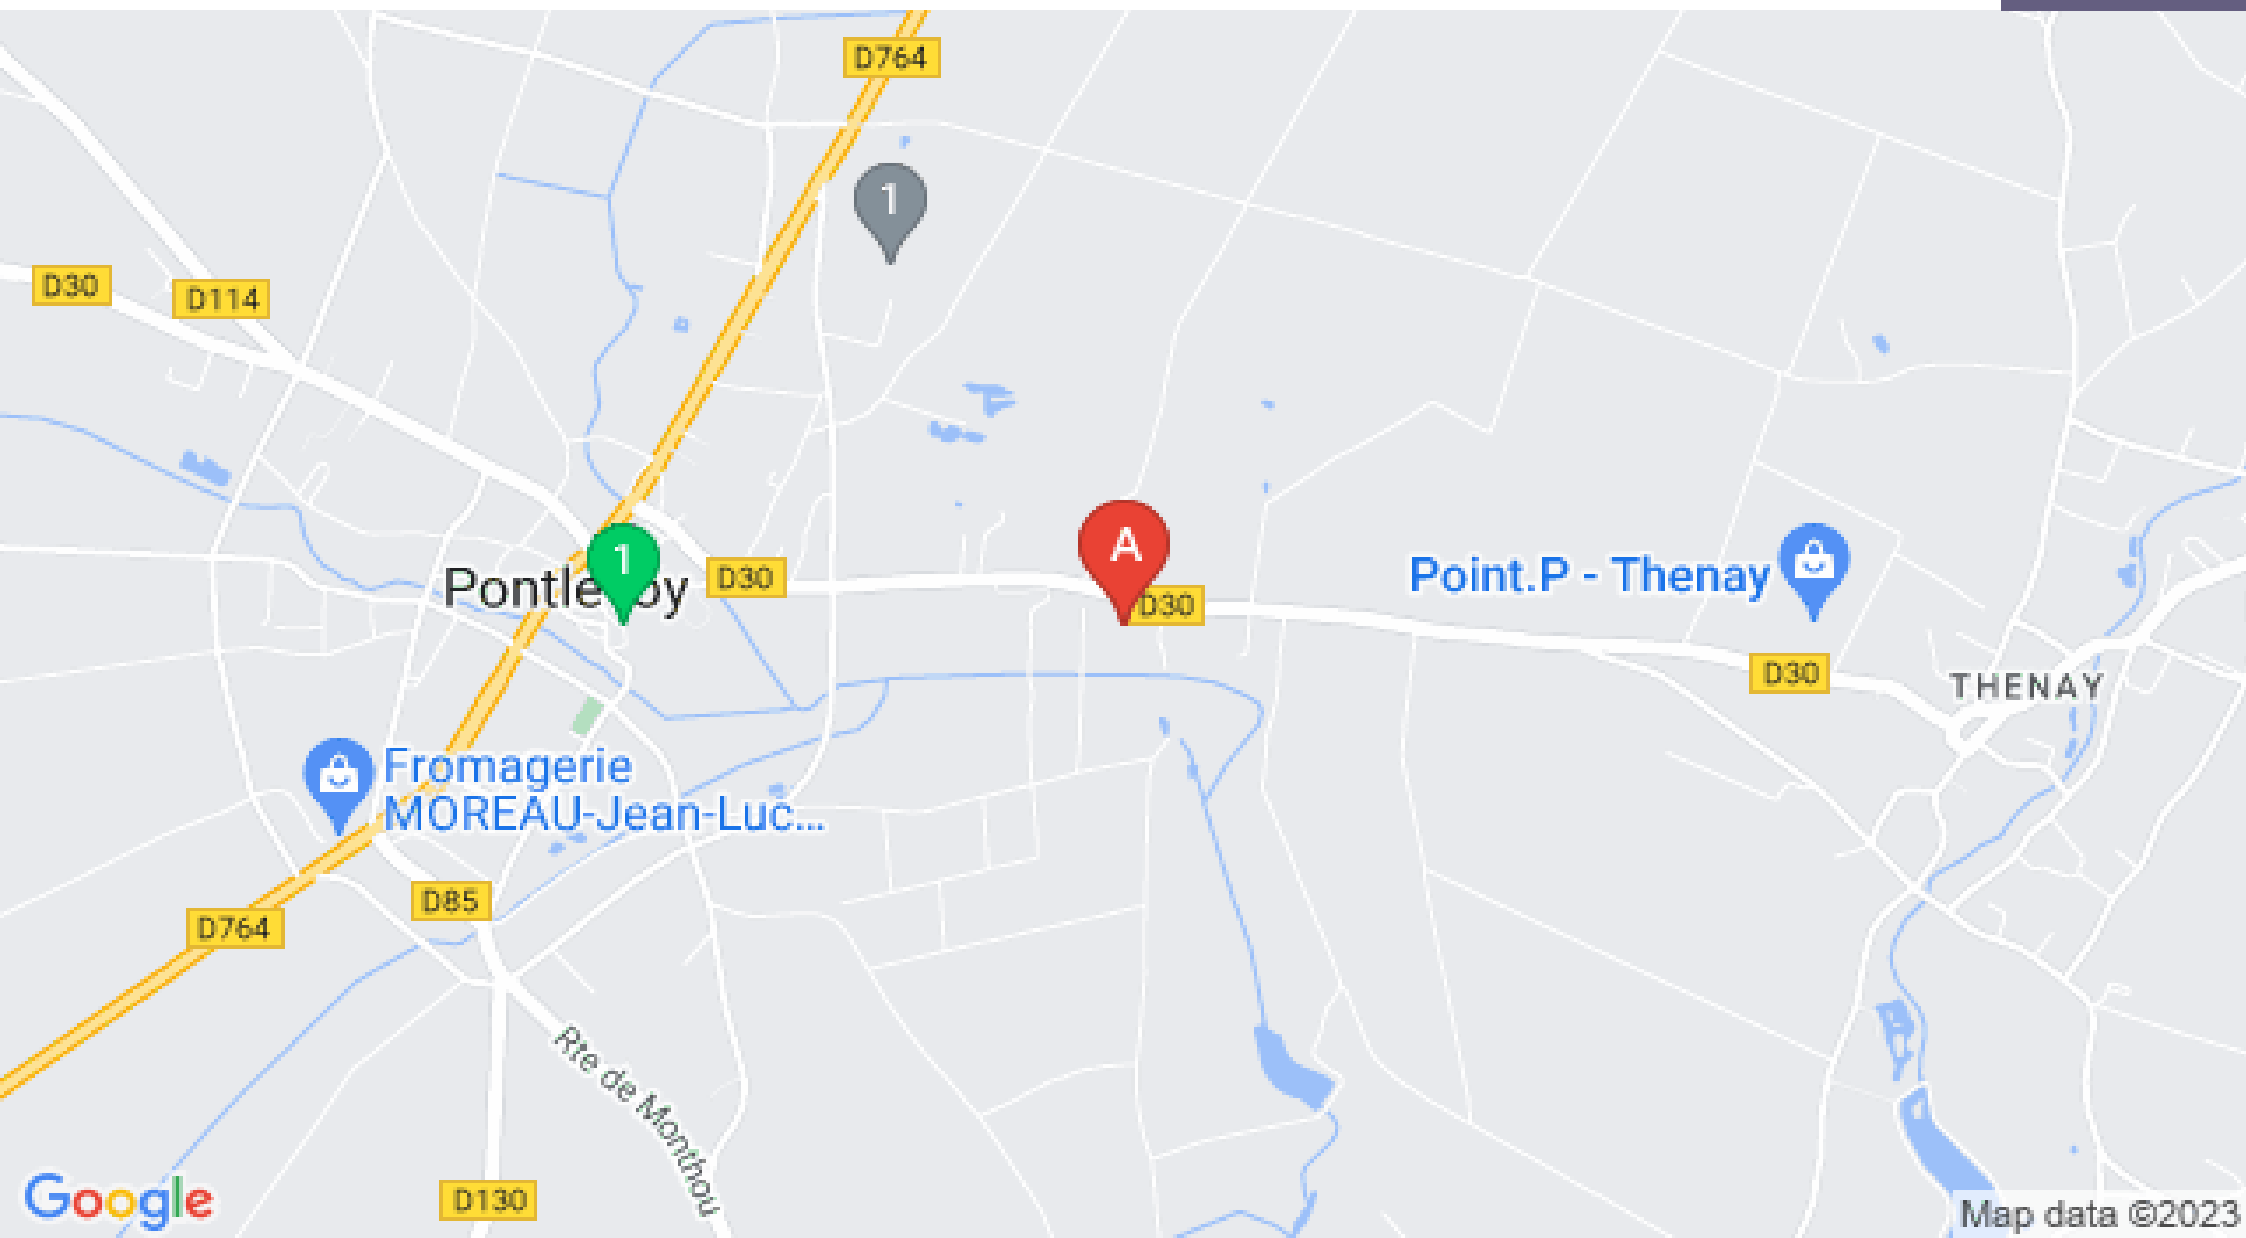 D764
1
D30
D114
1
Pontle oy
D30
A
D30
Point.P - Thenay
D30
THENAY
Fromagerie
MOREAU-Jean-Luc...
D85
D764
Rte de Monthou
D130
Google
Map data ©2023